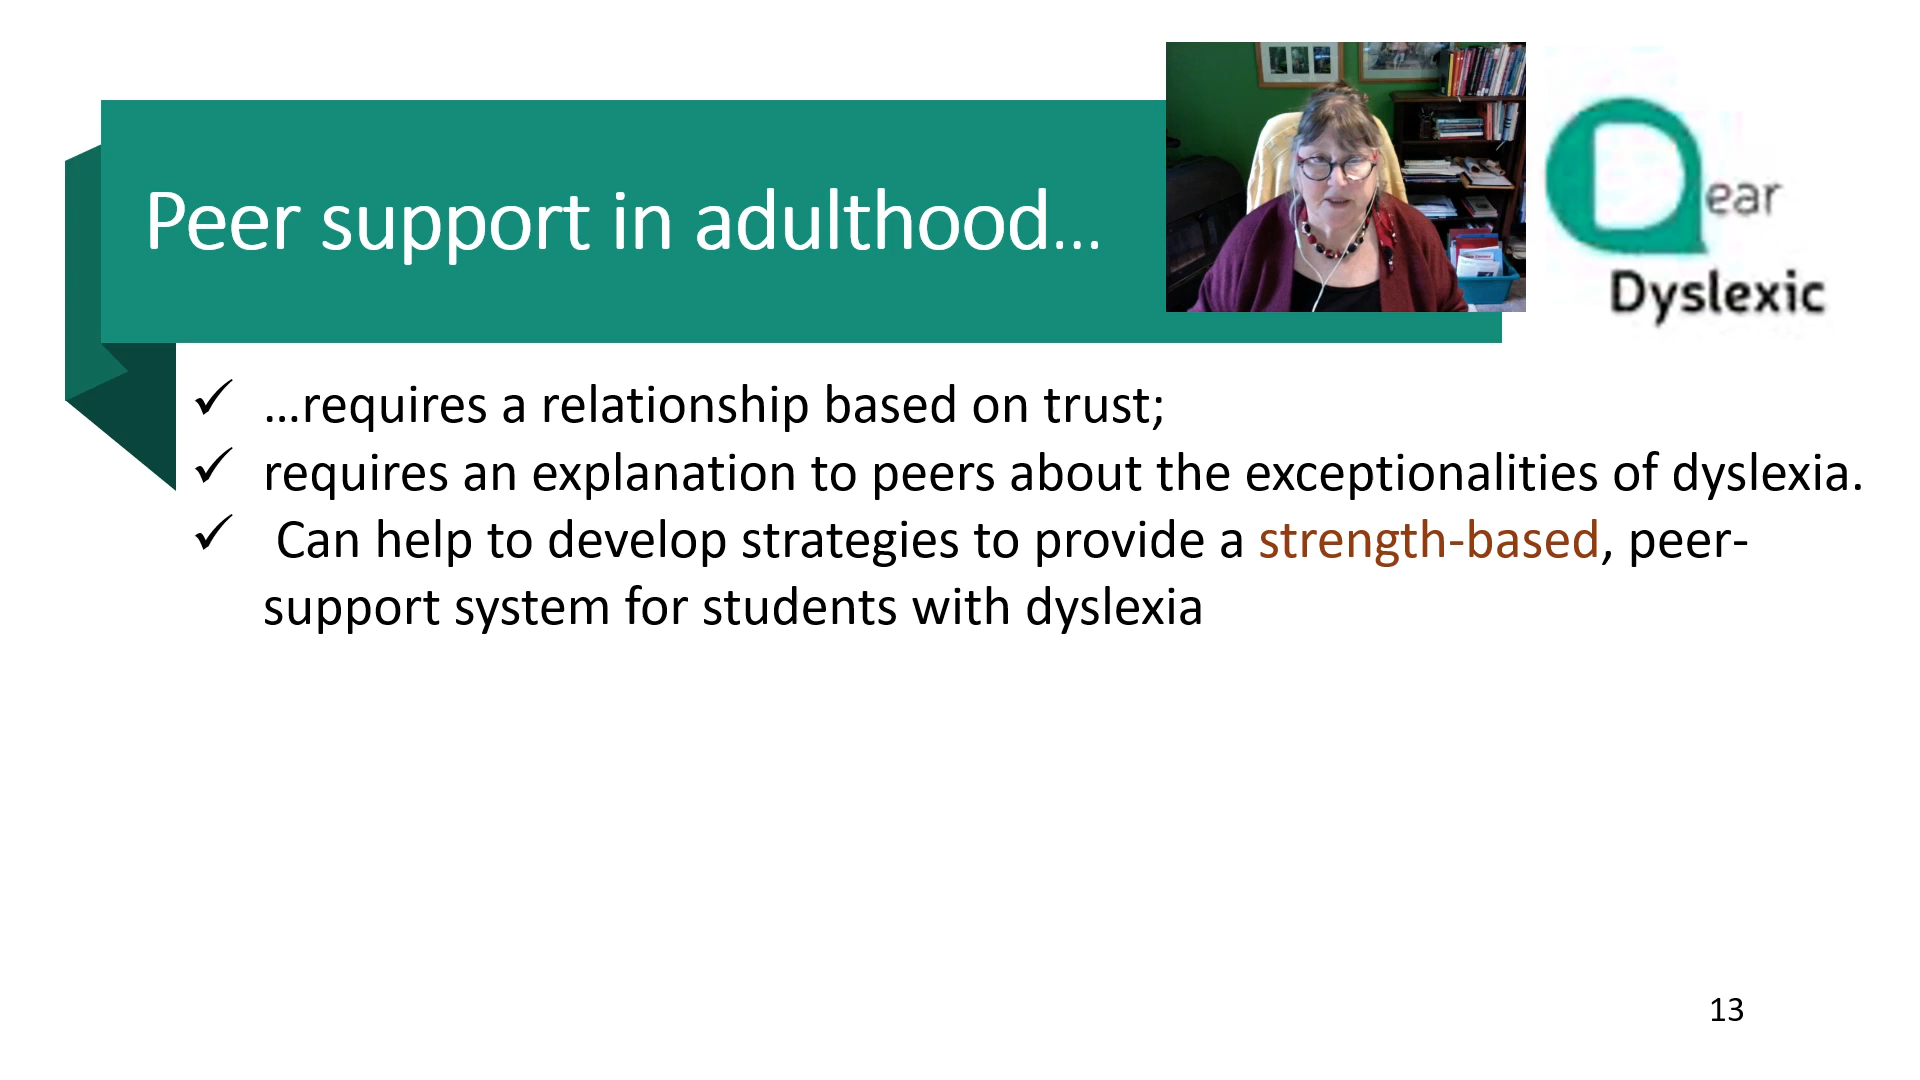 Peer support in adulthood...
Dear
Dyslexic
✓ ...requires a relationship based on trust;
✓ requires an explanation to peers about the exceptionalities of dyslexia.
✓ Can help to develop strategies to provide a strength-based, peer-
support system for students with dyslexia
13